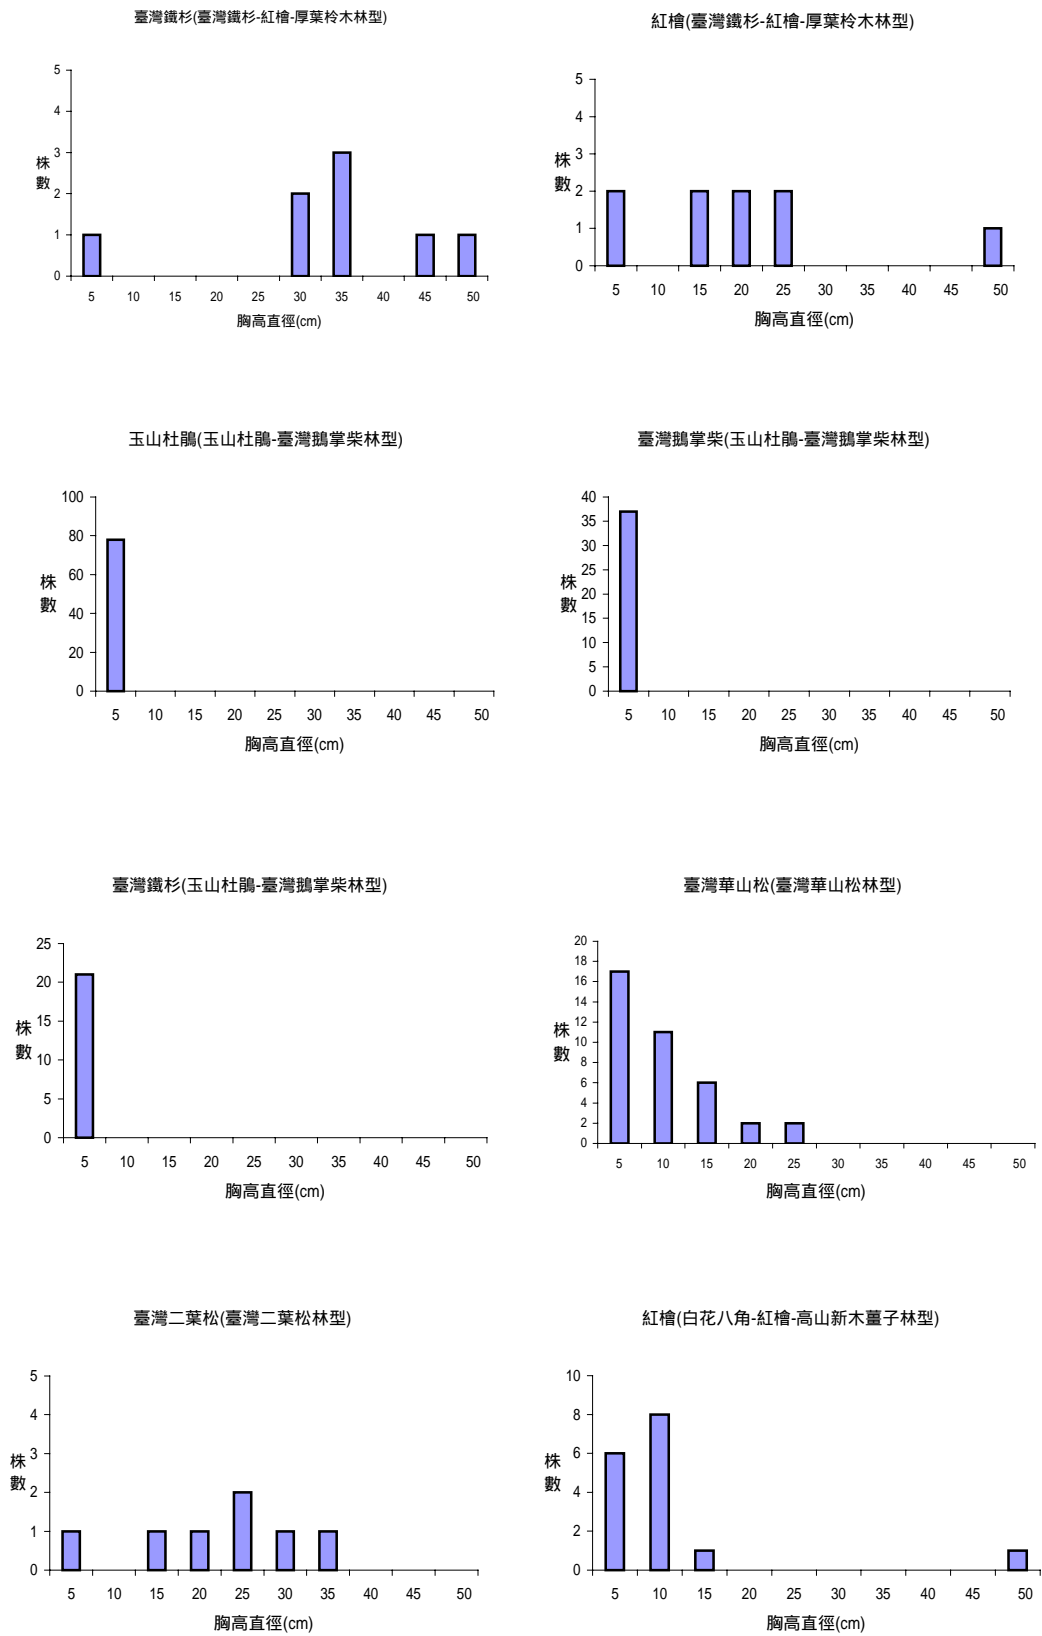 臺灣鐵杉(臺灣鐵杉-紅檜-厚葉柃木林型)
5
4
3
2
1
0
株數
5 10 15 20 25 30 35 40 45 50
胸高直徑(cm)
紅檜(臺灣鐵杉-紅檜-厚葉柃木林型)
5
4
3
2
1
0
株數
5 10 15 20 25 30 35 40 45 50
胸高直徑(cm)
玉山杜鵑(玉山杜鵑-臺灣鵝掌柴林型)
100
80
60
40
20
0
株數
5 10 15 20 25 30 35 40 45 50
胸高直徑(cm)
臺灣鵝掌柴(玉山杜鵑-臺灣鵝掌柴林型)
40
35
30
25
20
15
10
5
0
株數
5 10 15 20 25 30 35 40 45 50
胸高直徑(cm)
臺灣鐵杉(玉山杜鵑-臺灣鵝掌柴林型)
25
20
15
10
5
0
株數
5 10 15 20 25 30 35 40 45 50
胸高直徑(cm)
臺灣華山松(臺灣華山松林型)
20
18
16
14
12
10
8
6
4
2
0
株數
5 10 15 20 25 30 35 40 45 50
胸高直徑(cm)
臺灣二葉松(臺灣二葉松林型)
5
4
3
2
1
0
株數
5 10 15 20 25 30 35 40 45 50
胸高直徑(cm)
紅檜(白花八角-紅檜-高山新木薑子林型)
10
8
6
4
2
0
株數
5 10 15 20 25 30 35 40 45 50
胸高直徑(cm)